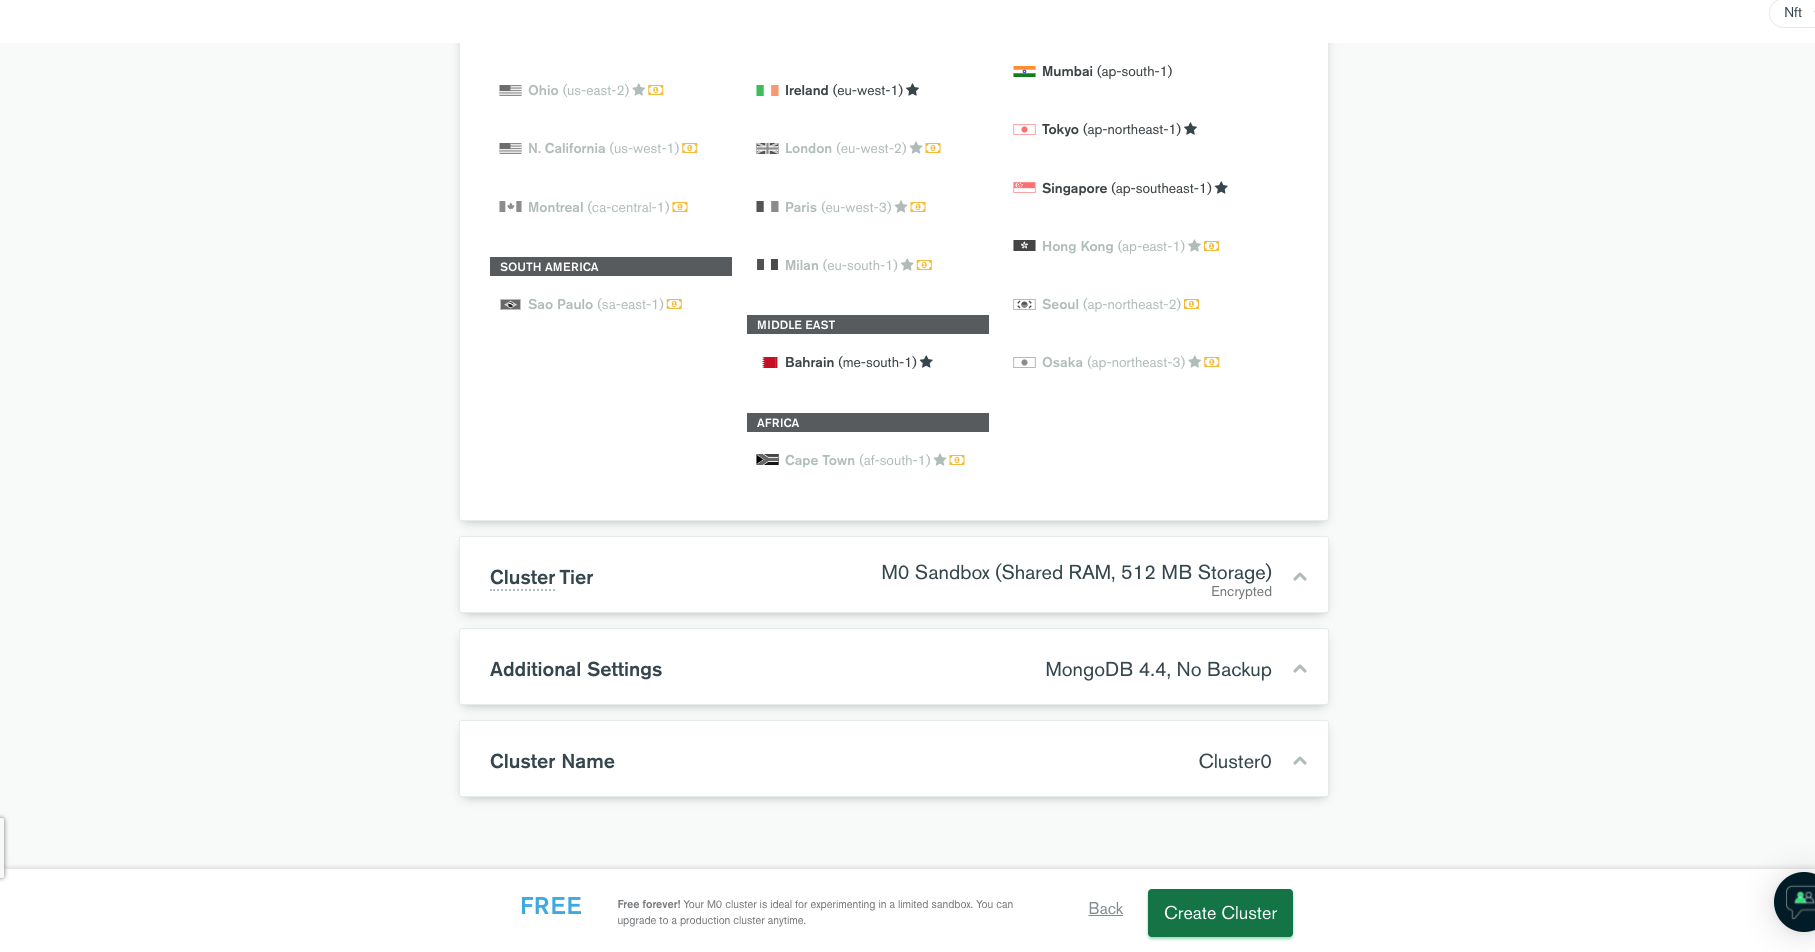 Nft
Ohio (us-east-2)
N. California (us-west-1)
Montreal (ca-central-1)
SOUTH AMERICA
Sao Paulo (sa-east-1)
Ireland (eu-west-1)
London (eu-west-2)
Paris (eu-west-3)
Milan (eu-south-1)
MIDDLE EAST
Bahrain (me-south-1)
AFRICA
Cape Town (af-south-1)
Mumbai (ap-south-1)
Tokyo (ap-northeast-1)
Singapore (ap-southeast-1)
Hong Kong (ap-east-1)
Seoul (ap-northeast-2)
Osaka (ap-northeast-3)
Cluster Tier
M0 Sandbox (Shared RAM, 512 MB Storage)
Encrypted
Additional Settings
MongoDB 4.4, No Backup
Cluster Name
Cluster0
FREE
Free forever! Your M0 cluster is ideal for experimenting in a limited sandbox. You can
upgrade to a production cluster anytime.
Back
Create Cluster